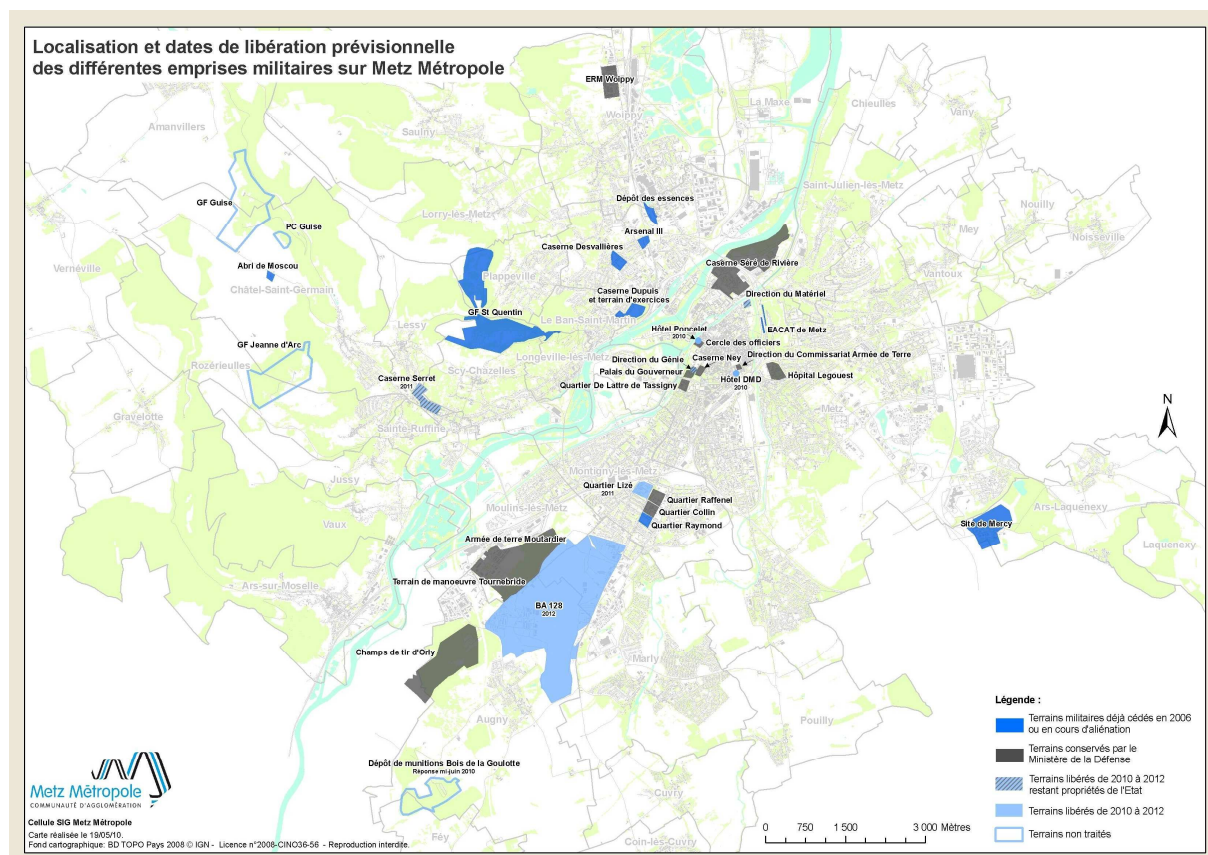 Localisation et dates de libération prévisionnelle
des différentes emprises militaires sur Metz Métropole
ERM Woippy
Woippy
La Maxe
Chieulles
Vany
Amanvillers
Saulny
Saint-Julien-lès-Metz
Dépôt des essences
GF Guise
Lorry-lès-Metz
Nouilly
PC Guise
Arsenal III
Mey
Noisseville
Caserne Desvallières
Caserne Séré de Rivière
Vernéville
Abri de Moscou
Plappeville
Vantoux
Châtel-Saint-Germain
Caserne Dupuis
et terrain d'exercices
Direction du Matériel
GF St Quentin
Le Ban-Saint-Martin
Lessy
Hôtel Poncelet
2010
EACAT de Metz
Cercle des officiers
GF Jeanne d'Arc
Longeville-lès-Metz
Direction du Génie
Caserne Ney
Direction du Commissariat Armée de Terre
Rozérieulles
Scy-Chazelles
Palais du Gouverneur
Hôpital Legouest
Caserne Serret
2011
Quartier De Lattre de Tassigny
Hôtel DMD
2010
Gravelotte
Metz
Sainte-Ruffine
N
Montigny-lès-Metz
Jussy
Quartier Lizé
2011
Quartier Raffenel
Moulins-lès-Metz
Quartier Collin
Ars-Laquenexy
Vaux
Quartier Raymond
Site de Mercy
Armée de terre Moutardier
Laquenexy
Terrain de manoeuvre Tournebride
Ars-sur-Moselle
BA 128
2012
Champs de tir d'Orly
Marly
Augny
Pouilly
Dépôt de munitions Bois de la Goulotte
Réponse mi-juin 2010
Cuvry
Féy
Coin-lès-Cuvry
Légende :
Terrains militaires déjà cédés en 2006
ou en cours d'aliénation
Terrains conservés par le
Ministère de la Défense
Terrains libérés de 2010 à 2012
restant propriétés de l'Etat
Terrains libérés de 2010 à 2012
Terrains non traités
0 750 1 500 3 000 Mètres
Metz Métropole
COMMUNAUTÉ D'AGGLOMÉRATION
Cellule SIG Metz Métropole
Carte réalisée le 19/05/10.
Fond cartographique: BD TOPO Pays 2008 © IGN - Licence n°2008-CINO36-56 - Reproduction interdite.